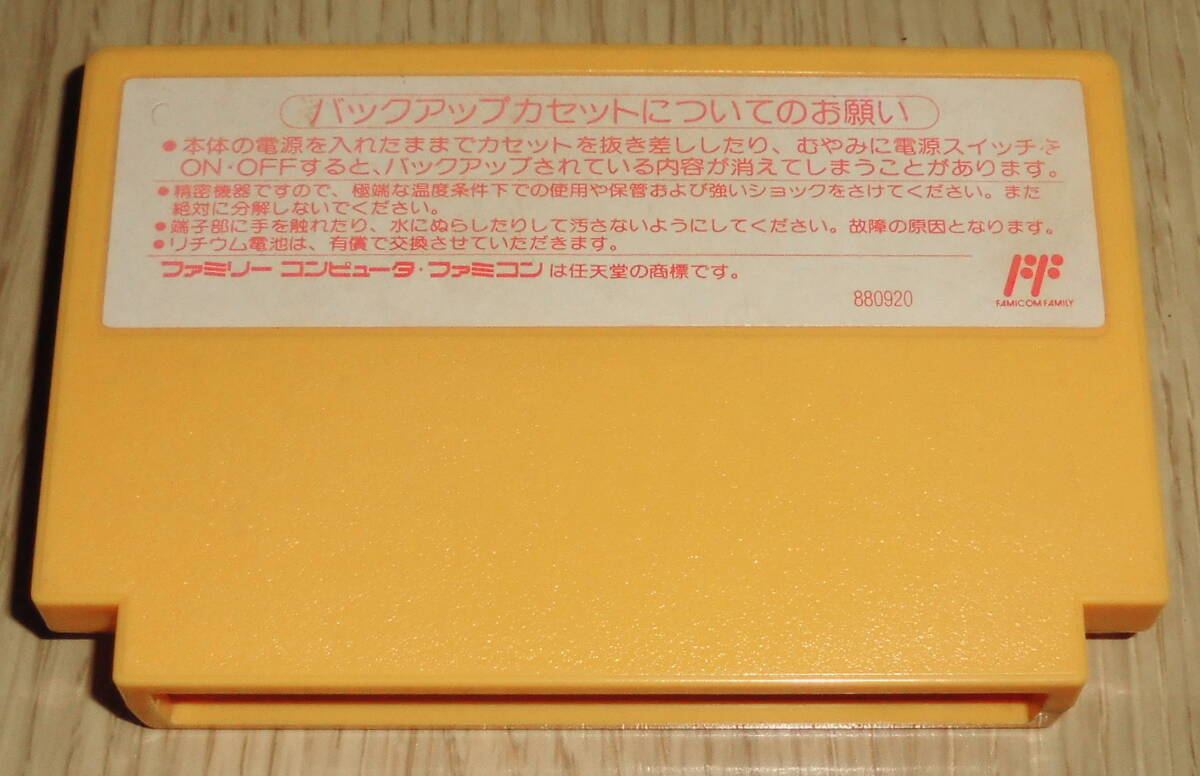 バックアップカセットについてのお願い
●本体の電源を入れたままでカセットを抜き差ししたり、むやみに電源スイッチを
ON・OFFすると、バックアップされている内容が消えてしまうことがあります。
●精密機器ですので、極端な温度条件下での使用や保管および強いショックをさけてください。また
絶対に分解しないでください。
●端子部に手を触れたり、水にぬらしたりして汚さないようにしてください。故障の原因となります。
●リチウム電池は、有償で交換させていただきます。
ファミリー コンピュータ・ファミコンは任天堂の商標です。
880920
FF
FAMICOM FAMILY